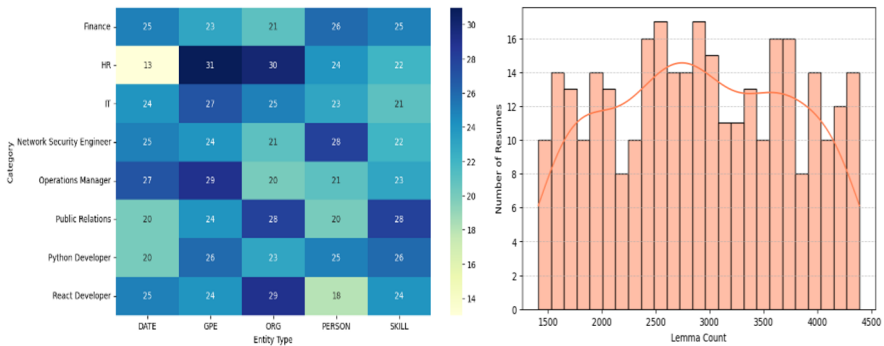 Category
Finance 25 23 21 26 25
HR 13 31 30 24 22
IT 24 27 25 23 21
Network Security Engineer 25 24 21 28 22
Operations Manager 27 29 20 21 23
Public Relations 20 24 28 20 28
Python Developer 20 26 23 25 26
React Developer 25 24 29 18 24
DATE GPE ORG PERSON SKILL
Entity Type
30
28
26
24
22
20
18
16
14
Number of Resumes
16
14
12
10
8
6
4
2
0
1500 2000 2500 3000 3500 4000 4500
Lemma Count